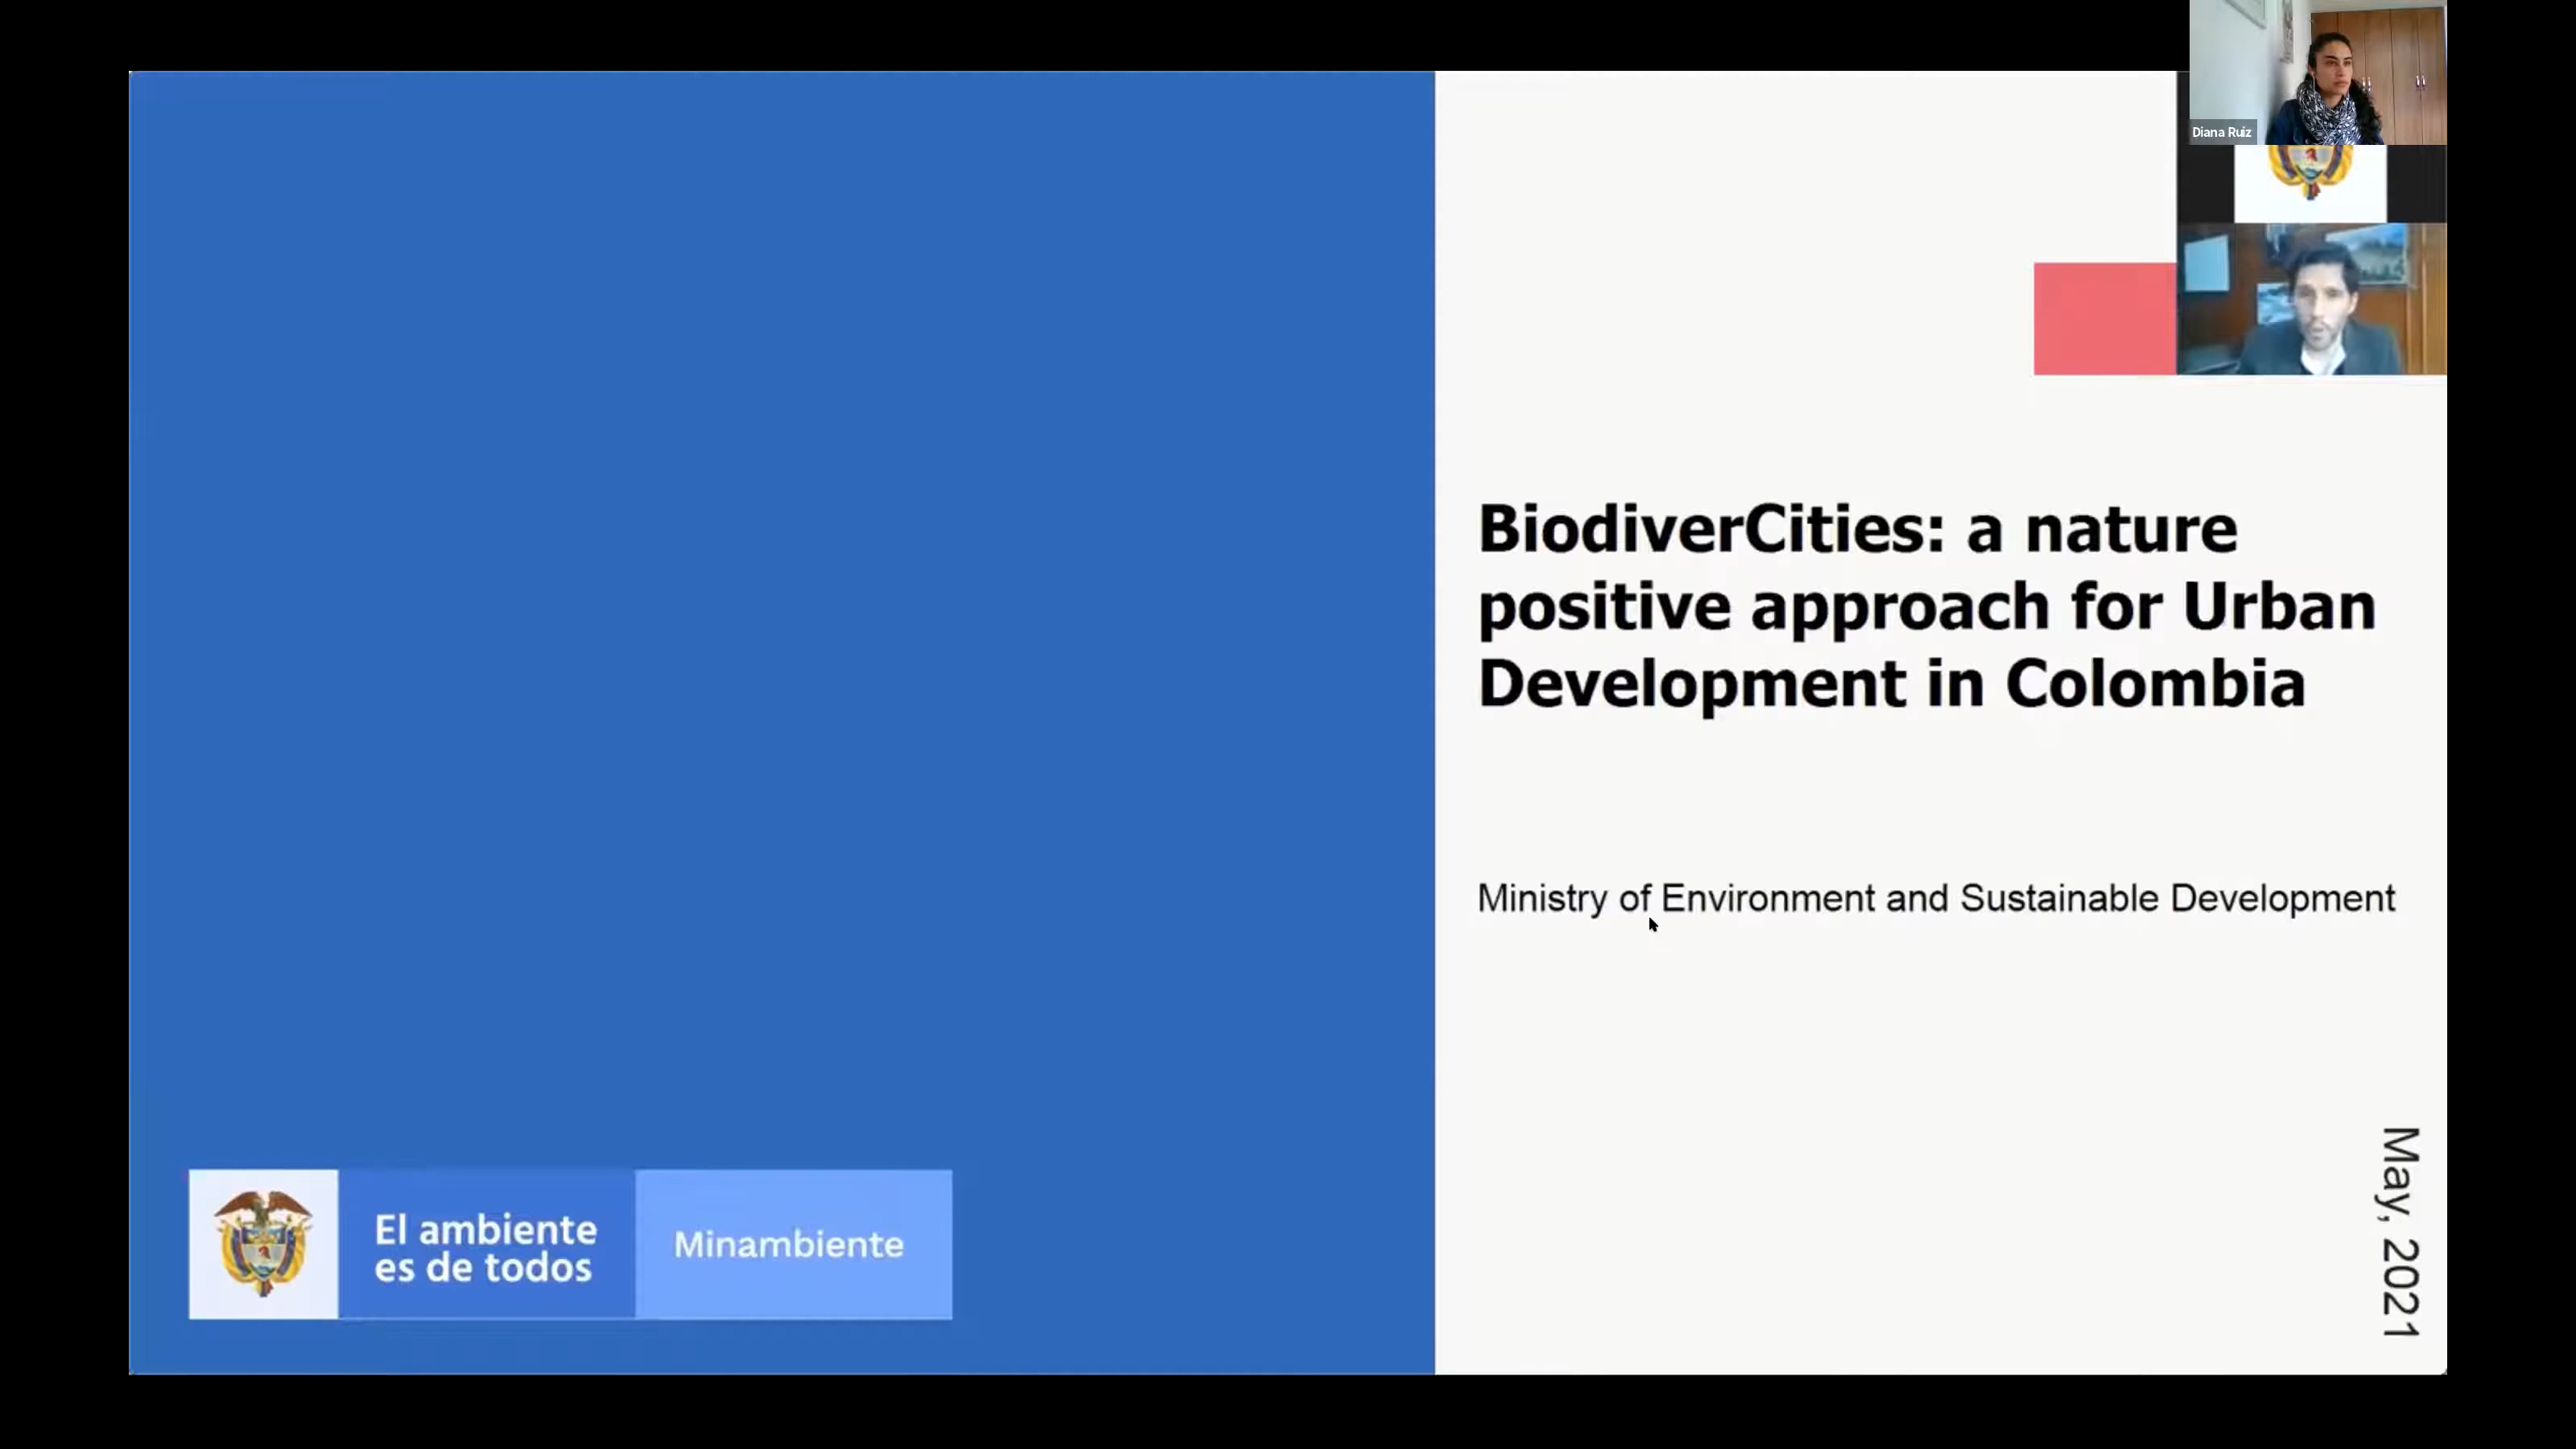 Diana Ruiz
BiodiverCities: a nature
positive approach for Urban
Development in Colombia
Ministry of Environment and Sustainable Development
El ambiente
es de todos
Minambiente
May, 2021